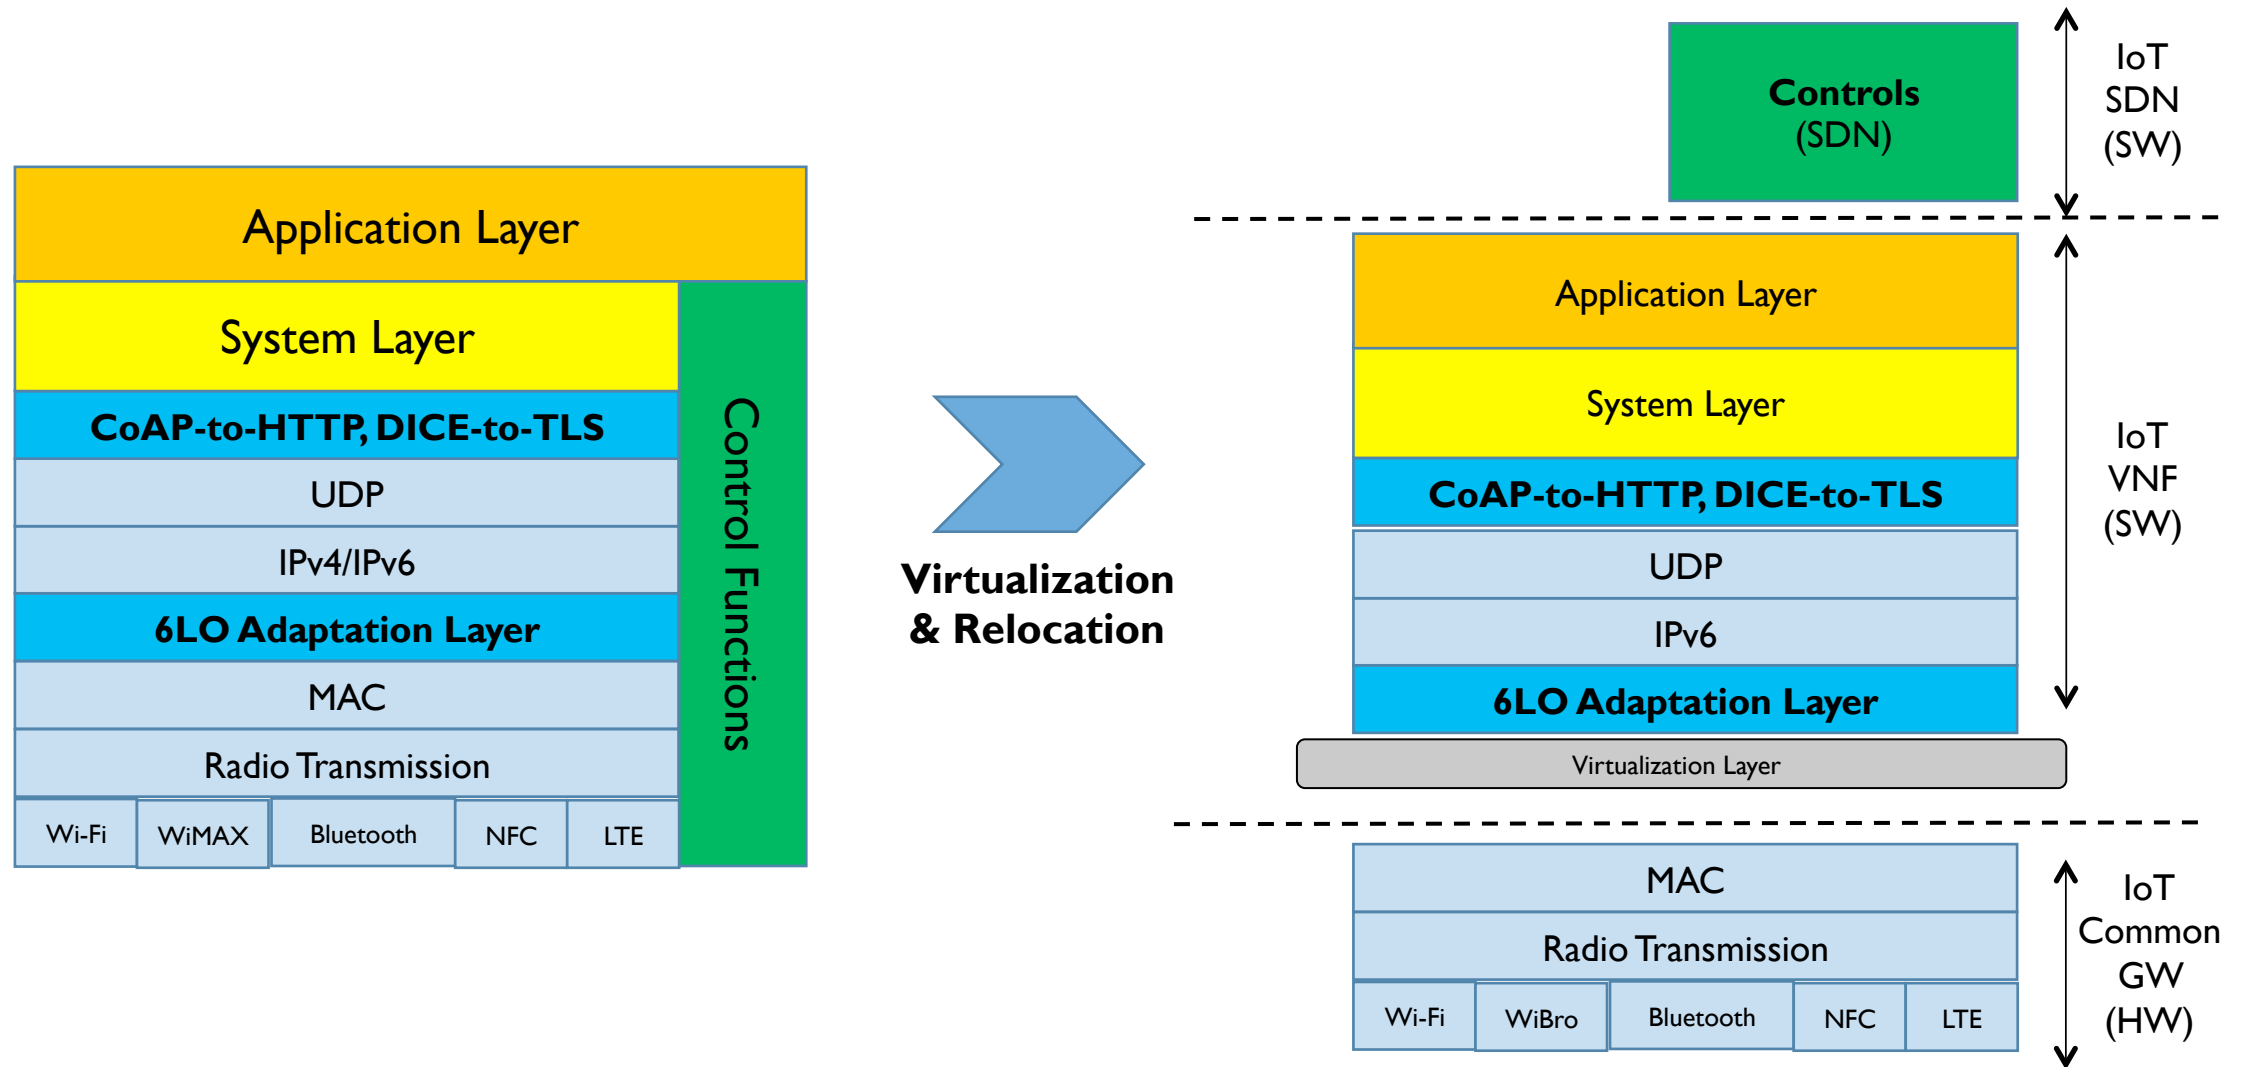 Application Layer
System Layer
CoAP-to-HTTP, DICE-to-TLS
UDP
IPv4/IPv6
6LO Adaptation Layer
MAC
Radio Transmission
Wi-Fi
WiMAX
Bluetooth
NFC
LTE
Control Functions
Virtualization
& Relocation
Controls
(SDN)
IoT
SDN
(SW)
Application Layer
System Layer
CoAP-to-HTTP, DICE-to-TLS
UDP
IPv6
6LO Adaptation Layer
Virtualization Layer
IoT
VNF
(SW)
MAC
Radio Transmission
Wi-Fi
WiBro
Bluetooth
NFC
LTE
IoT
Common
GW
(HW)